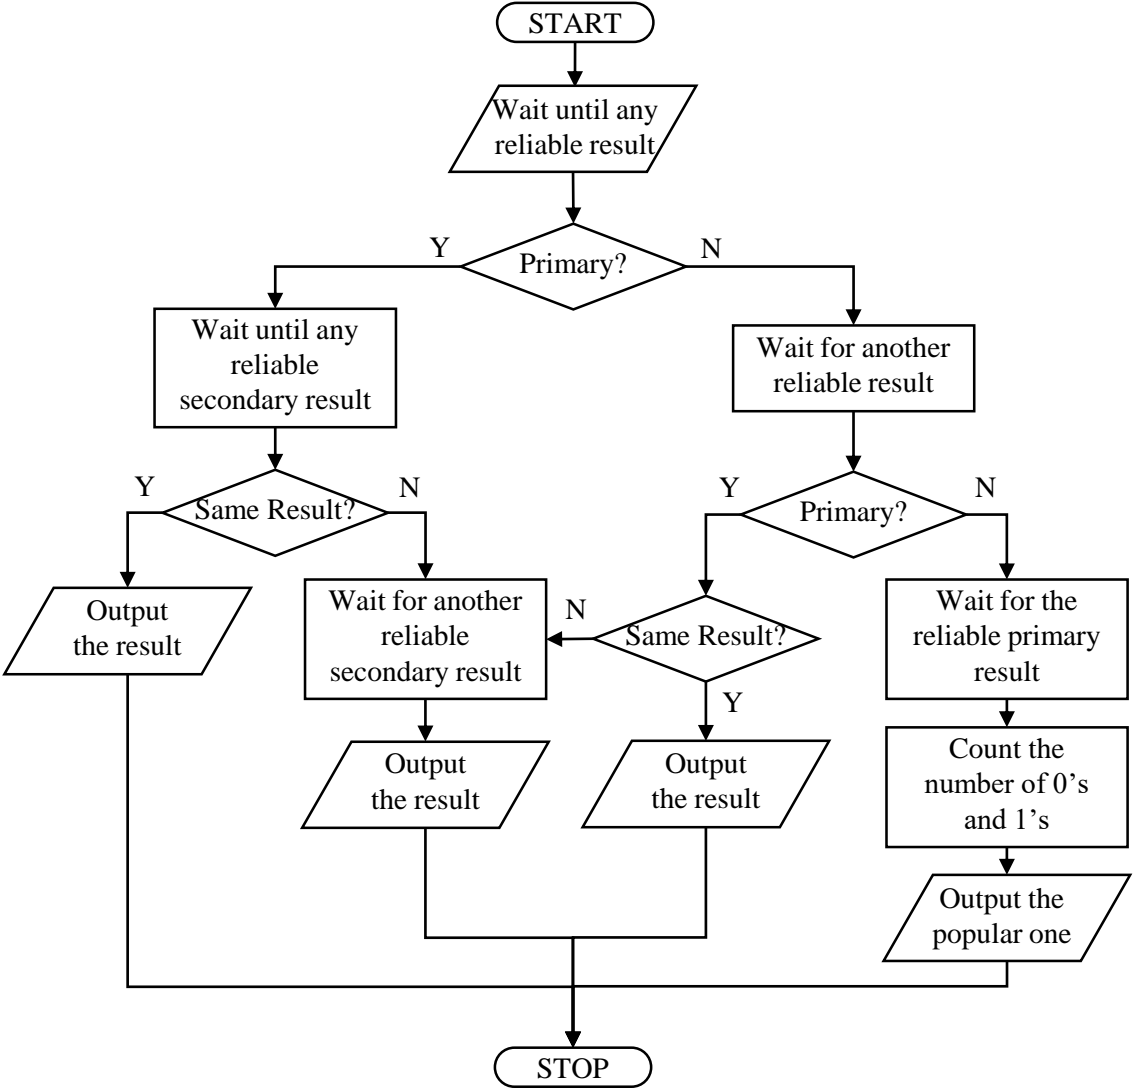 START
Wait until any
reliable result
Y
Primary?
N
Wait until any
reliable
secondary result
Wait for another
reliable result
Y
Same Result?
N
Y
Primary?
N
Output
the result
Wait for another
reliable
secondary result
N
Same Result?
Y
Wait for the
reliable primary
result
Output
the result
Output
the result
Count the
number of 0’s
and 1’s
Output the
popular one
STOP